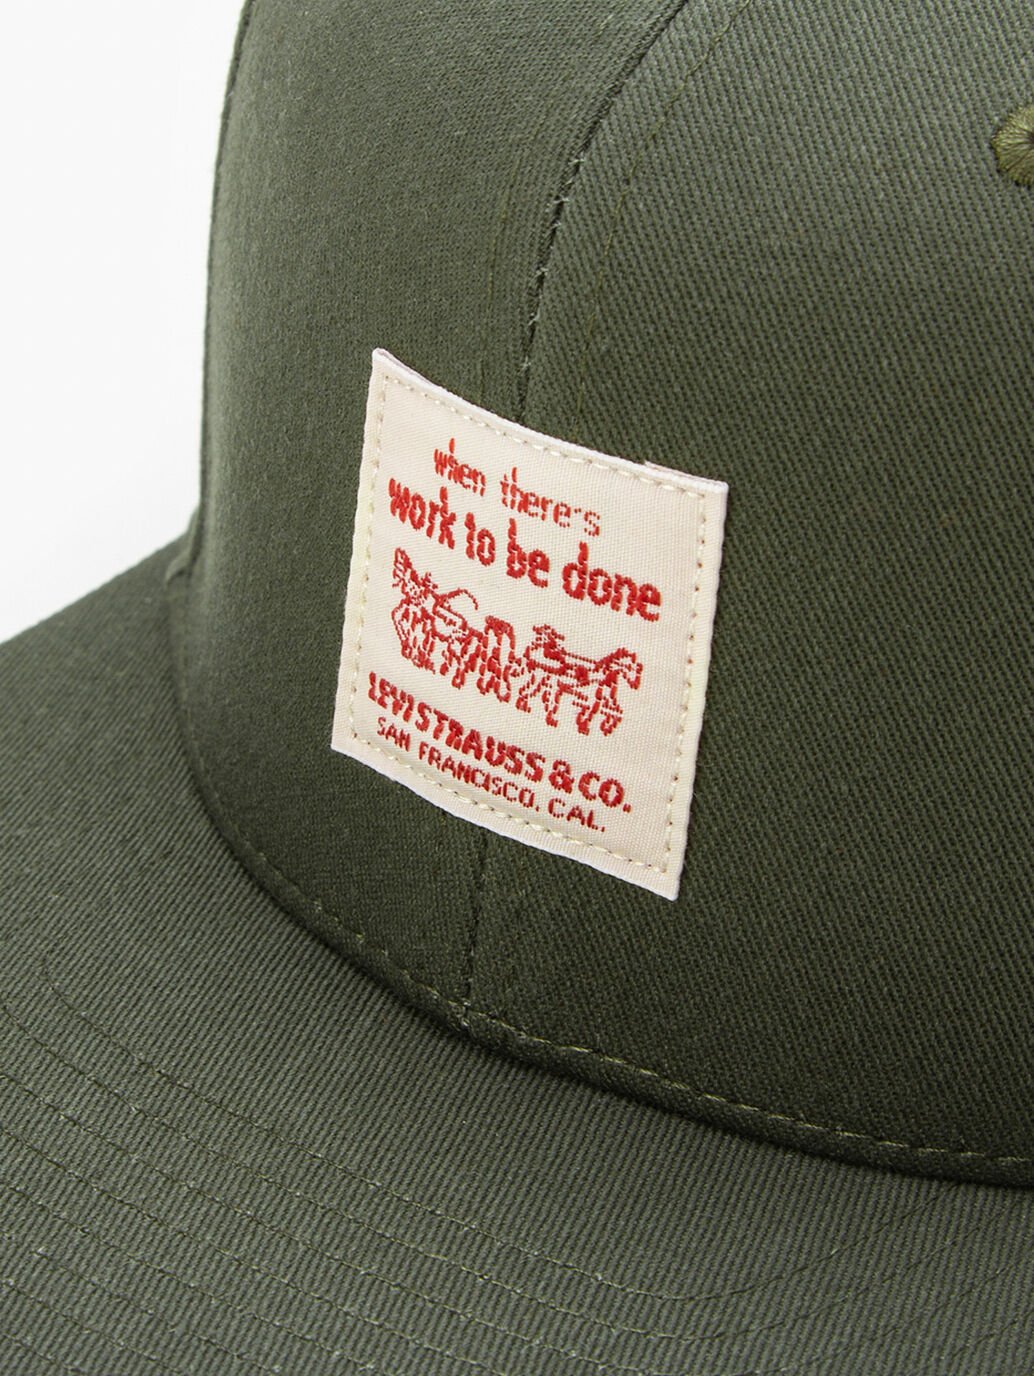 when there's
work to be done
LEVI STRAUSS & CO.
SAN FRANCISCO, CAL.